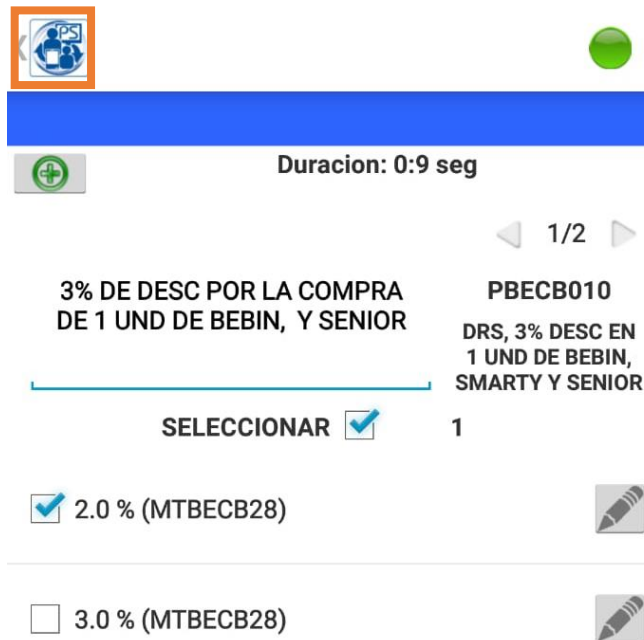 PS
Duracion: 0:9 seg
1/2
3% DE DESC POR LA COMPRA
DE 1 UND DE BEBIN, Y SENIOR
PBECB010
DRS, 3% DESC EN
1 UND DE BEBIN,
SMARTY Y SENIOR
SELECCIONAR
1
2.0 % (MTBECB28)
3.0 % (MTBECB28)